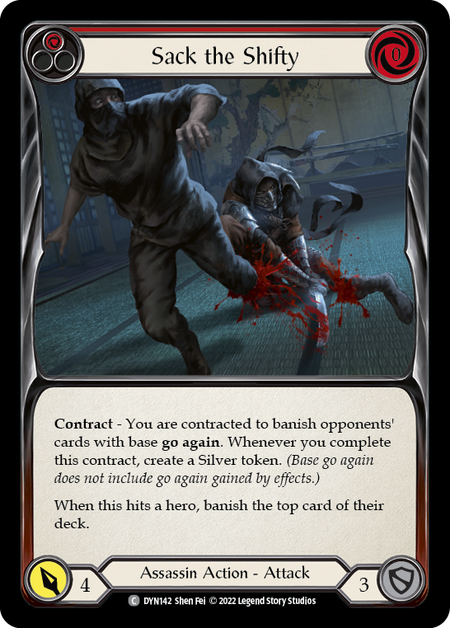 Sack the Shifty
0
Contract - You are contracted to banish opponents'
cards with base go again. Whenever you complete
this contract, create a Silver token. (Base go again
does not include go again gained by effects.)
When this hits a hero, banish the top card of their
deck.
4
Assassin Action - Attack
3
C DYN142 Shen Fei © 2022 Legend Story Studios